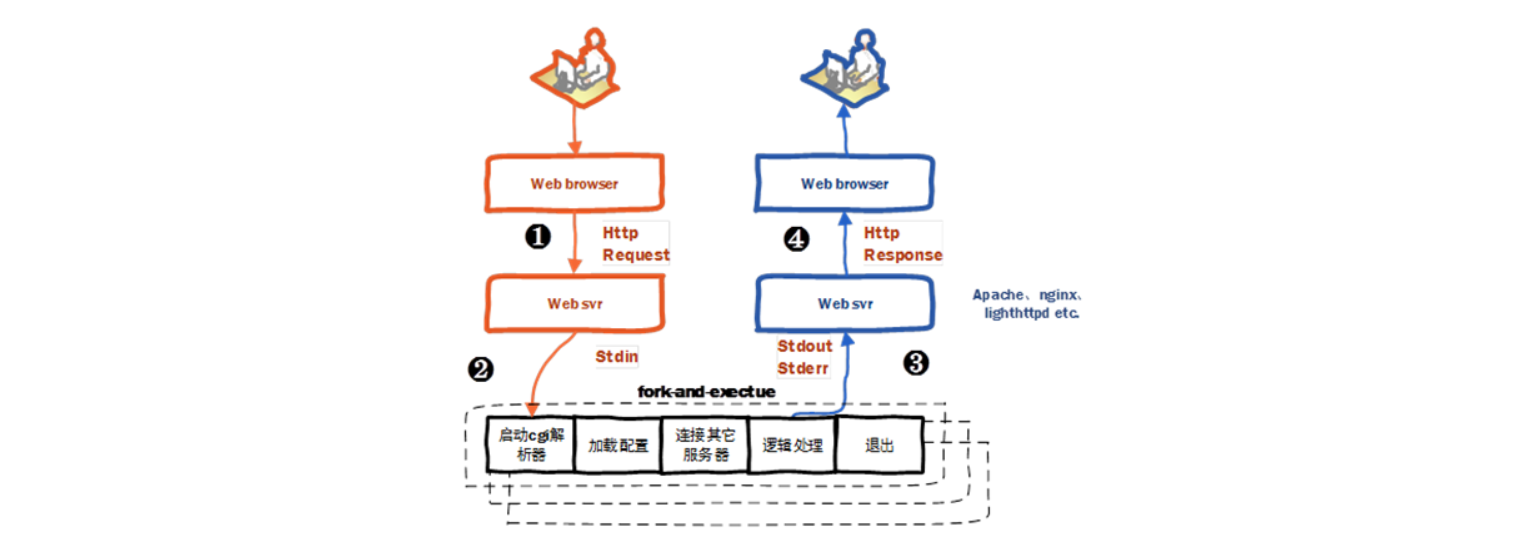 Web browser
❶
Http
Request
Web svr
❷
Stdin
Web browser
❹
Http
Response
Web svr
Apache、nginx、
lighthttpd etc.
Stdout
Stderr
❸
fork-and-exectue
启动cgi解
析器
加载配置
连接其它
服务器
逻辑处理
退出